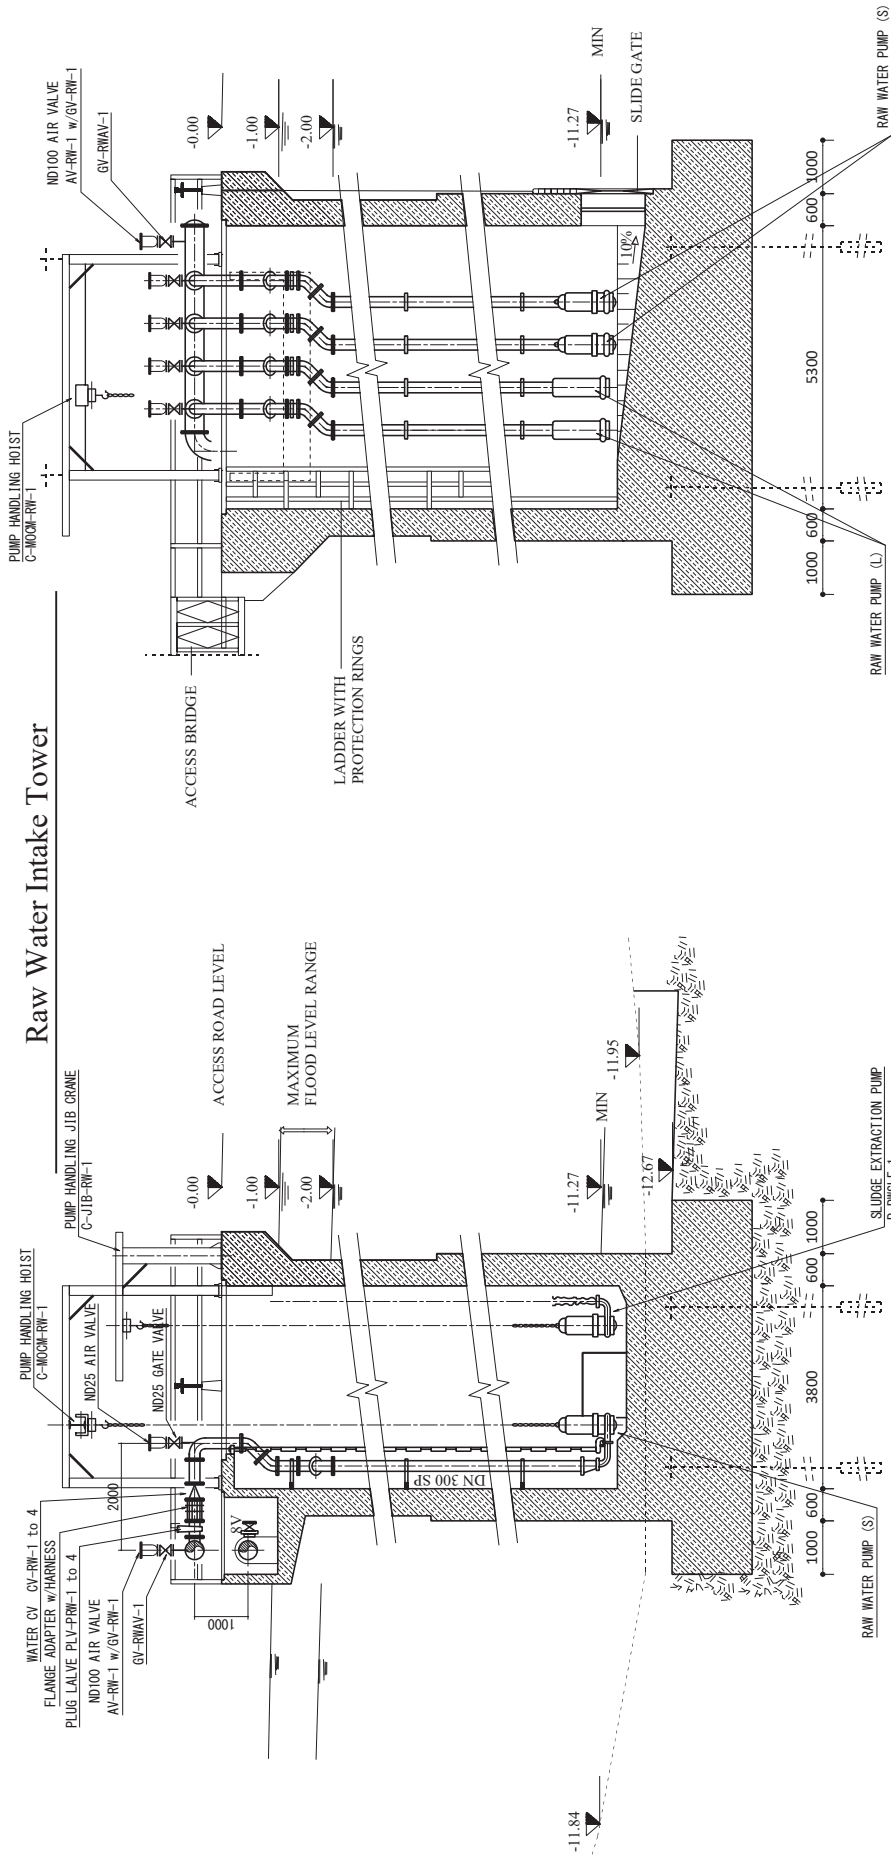 Raw Water Intake Tower
PUMP HANDLING HOIST
C-MOCM-RW-1
ND100 AIR VALVE
AV-RW-1 w/GV-RW-1
GV-RWAV-1
-0.00
-1.00
-2.00
-11.27
MIN
SLIDE GATE
10%
ACCESS BRIDGE
LADDER WITH
PROTECTION RINGS
1000
600
5300
600
1000
RAW WATER PUMP (L)
RAW WATER PUMP (S)
WATER CV CV-RW-1 to 4
FLANGE ADAPTER w/HARNESS
PLUG LALVE PLV-PRW-1 to 4
ND100 AIR VALVE
AV-RW-1 w/GV-RW-1
GV-RWAV-1
PUMP HANDLING HOIST
C-MOCM-RW-1
ND25 AIR VALVE
ND25 GATE VALVE
PUMP HANDLING JIB CRANE
C-JIB-RW-1
2000
1000
8V
DN 300 SP
-0.00
ACCESS ROAD LEVEL
-1.00
MAXIMUM
FLOOD LEVEL RANGE
-2.00
-11.27
MIN
-11.95
-12.67
-11.84
1000
600
3800
600
1000
RAW WATER PUMP (S)
SLUDGE EXTRACTION PUMP